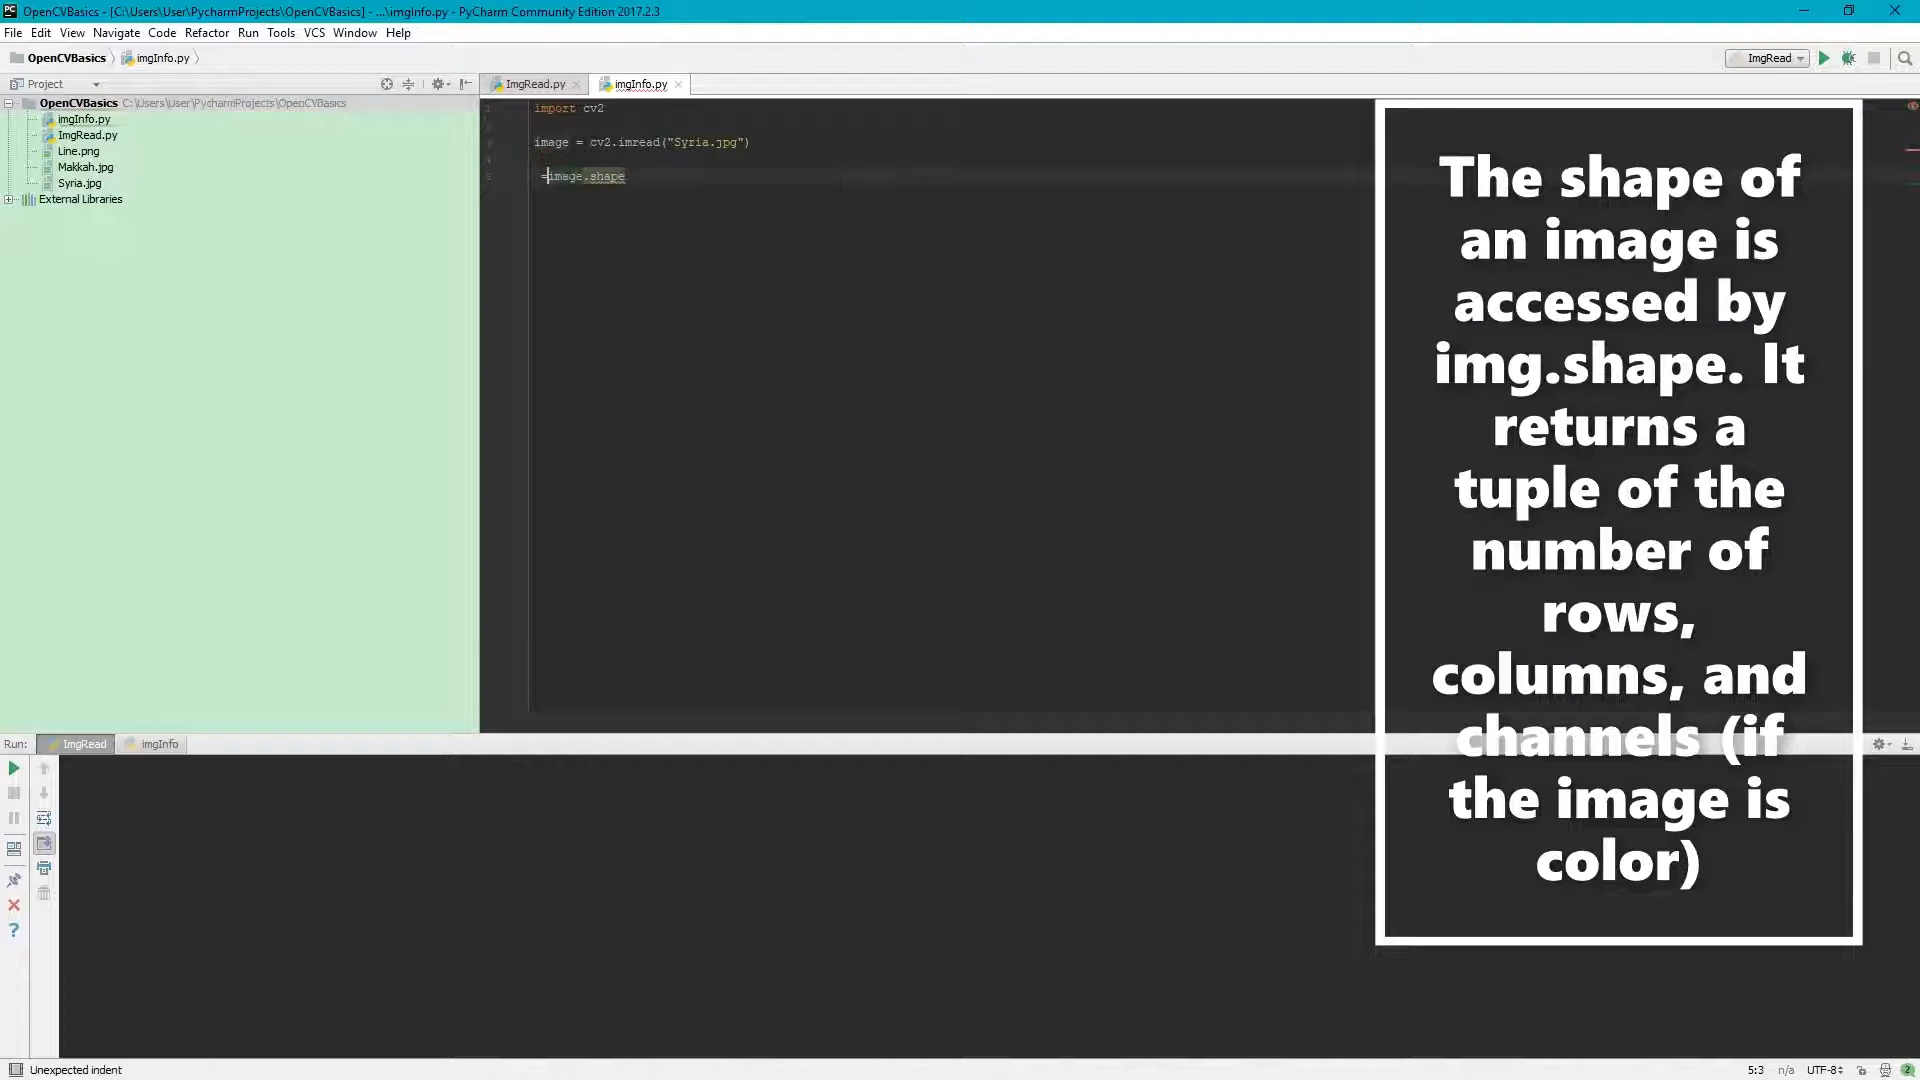 OpenCVBasics - [C:\Users\User\PycharmProjects\OpenCVBasics] - ...\imgInfo.py - PyCharm Community Edition 2017.2.3
File Edit View Navigate Code Refactor Run Tools VCS Window Help
OpenCVBasics imgInfo.py
ImgRead
Project
ImgRead.py imgInfo.py
OpenCVBasics C:\Users\User\PycharmProjects\OpenCVBasics
imgInfo.py
ImgRead.py
Line.png
Makkah.jpg
Syria.jpg
External Libraries
import cv2
image = cv2.imread("Syria.jpg")
=image.shape
The shape of
an image is
accessed by
img.shape. It
returns a
tuple of the
number of
rows,
columns, and
channels (if
the image is
color)
Run: ImgRead imgInfo
Unexpected indent
5:3 n/a UTF-8 2